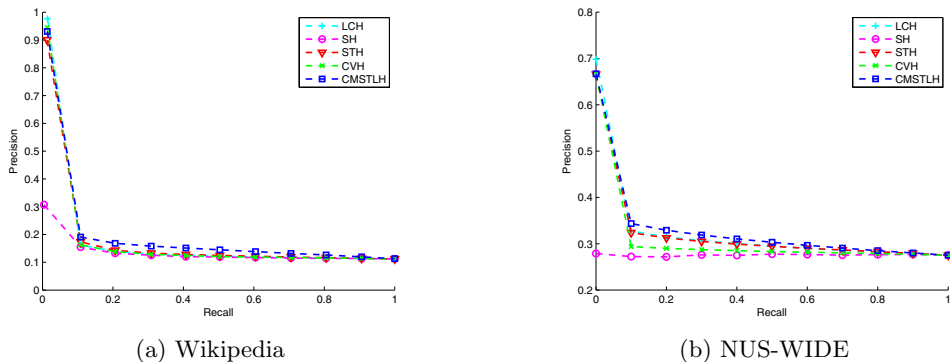 1
0.9
0.8
0.7
0.6
0.5
0.4
0.3
0.2
0.1
0
Precision
0 0.2 0.4 0.6 0.8 1
Recall
LCH
SH
STH
CVH
CMSTLH
(a) Wikipedia
0.8
0.7
0.6
0.5
0.4
0.3
0.2
Precision
0 0.2 0.4 0.6 0.8 1
Recall
LCH
SH
STH
CVH
CMSTLH
(b) NUS-WIDE